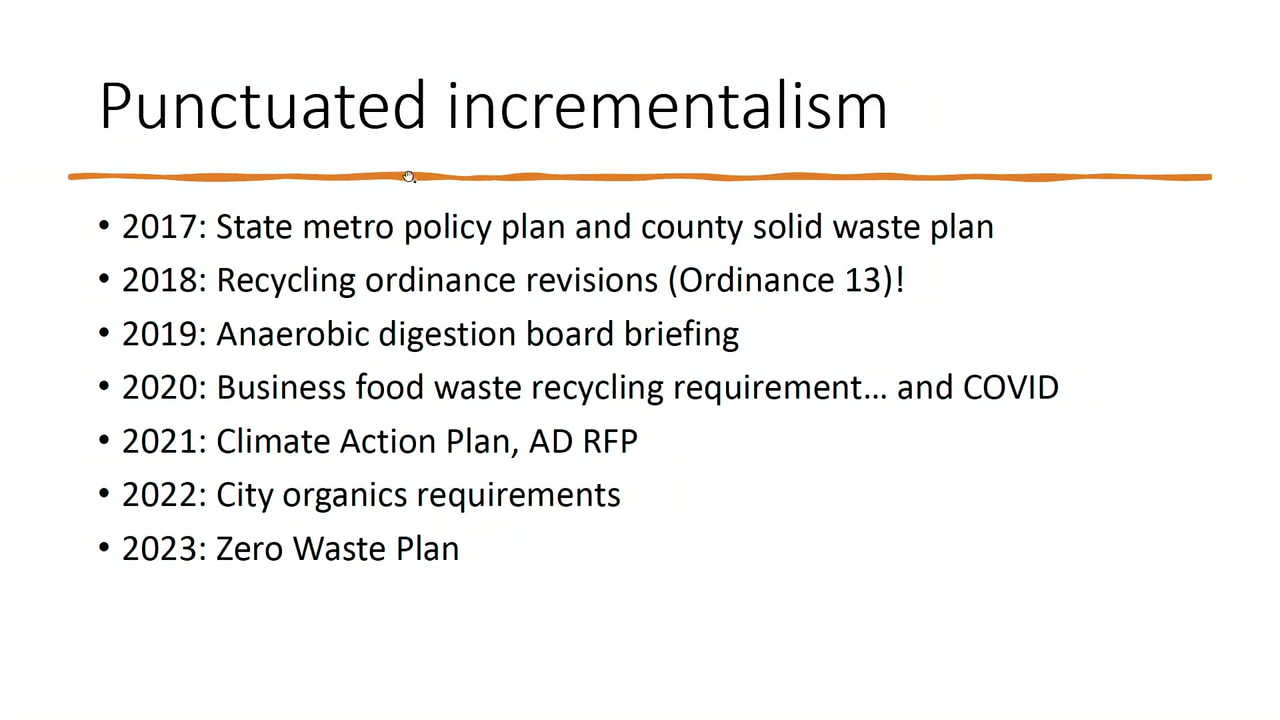 Punctuated incrementalism
• 2017: State metro policy plan and county solid waste plan
• 2018: Recycling ordinance revisions (Ordinance 13)!
• 2019: Anaerobic digestion board briefing
• 2020: Business food waste recycling requirement… and COVID
• 2021: Climate Action Plan, AD RFP
• 2022: City organics requirements
• 2023: Zero Waste Plan